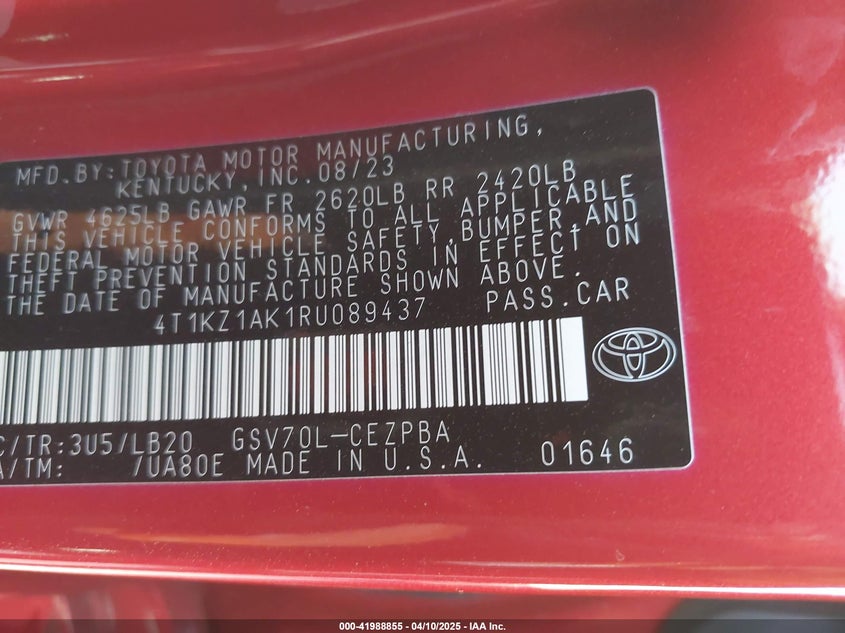 MFD.BY:TOYOTA MOTOR MANUFACTURING,
KENTUCKY,INC.08/23
GVWR 4625LB GAWR FR 2620LB RR 2420LB
THIS VEHICLE CONFORMS TO ALL APPLICABLE
FEDERAL MOTOR VEHICLE SAFETY,BUMPER,AND
THEFT PREVENTION STANDARDS IN EFFECT ON
THE DATE OF MANUFACTURE SHOWN ABOVE.
4T1KZ1AK1RU089437 PASS.CAR
C/TR:3U5/LB20 GSV70L-CEZPBA
A/TM: /UA80E MADE IN U.S.A. 01646
000-41988855 - 04/10/2025 - IAA Inc.